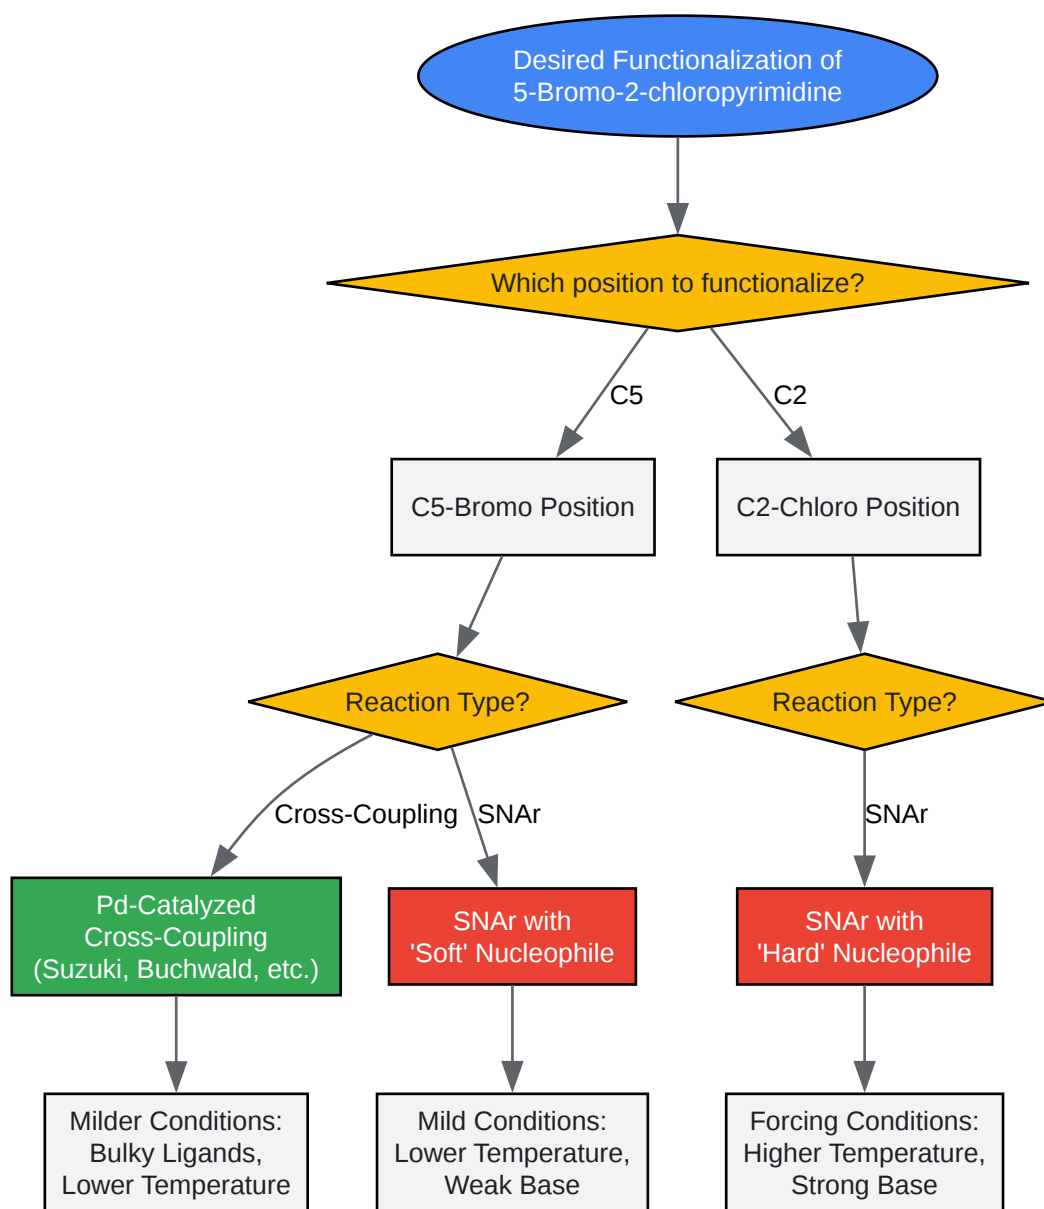 Desired Functionalization of
5-Bromo-2-chloropyrimidine
Which position to functionalize?
C5
C2
C5-Bromo Position
C2-Chloro Position
Reaction Type?
Reaction Type?
Cross-Coupling
SNAr
SNAr
Pd-Catalyzed
Cross-Coupling
(Suzuki, Buchwald, etc.)
SNAr with
'Soft' Nucleophile
SNAr with
'Hard' Nucleophile
Milder Conditions:
Bulky Ligands,
Lower Temperature
Mild Conditions:
Lower Temperature,
Weak Base
Forcing Conditions:
Higher Temperature,
Strong Base